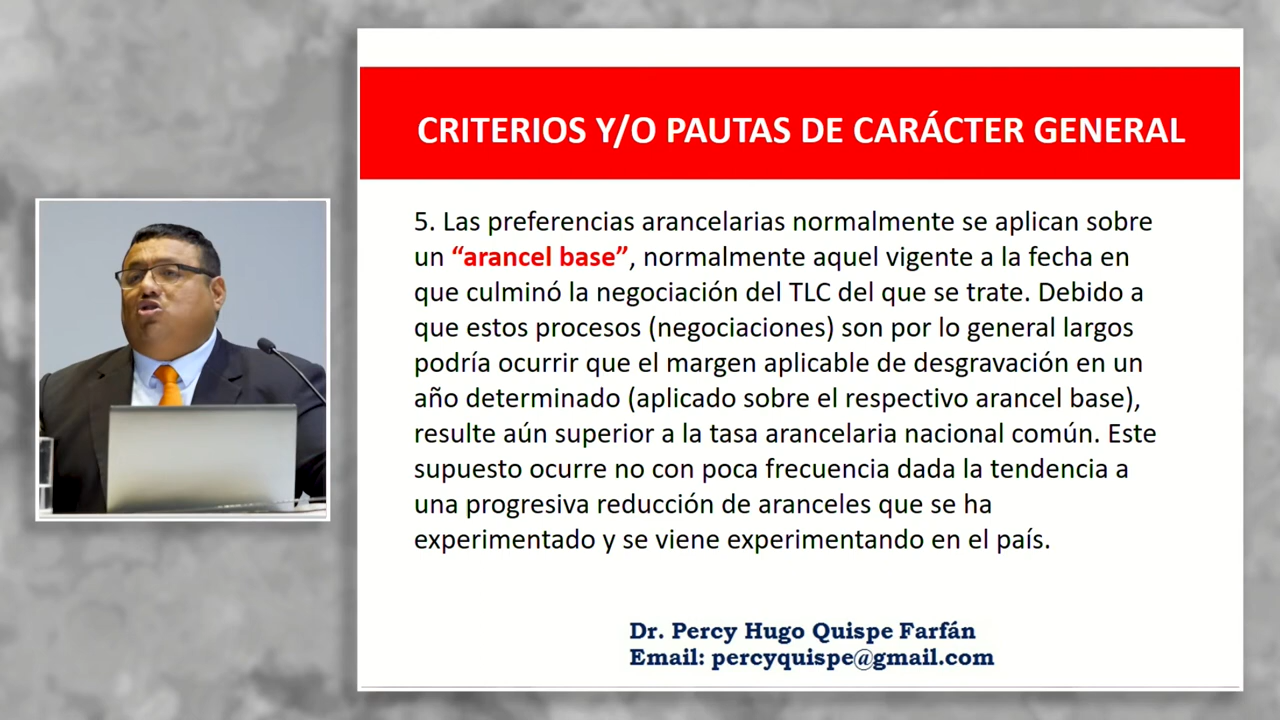 CRITERIOS Y/O PAUTAS DE CARÁCTER GENERAL
5. Las preferencias arancelarias normalmente se aplican sobre
un “arancel base”, normalmente aquel vigente a la fecha en
que culminó la negociación del TLC del que se trate. Debido a
que estos procesos (negociaciones) son por lo general largos
podría ocurrir que el margen aplicable de desgravación en un
año determinado (aplicado sobre el respectivo arancel base),
resulte aún superior a la tasa arancelaria nacional común. Este
supuesto ocurre no con poca frecuencia dada la tendencia a
una progresiva reducción de aranceles que se ha
experimentado y se viene experimentando en el país.
Dr. Percy Hugo Quispe Farfán
Email: percyquispe@gmail.com